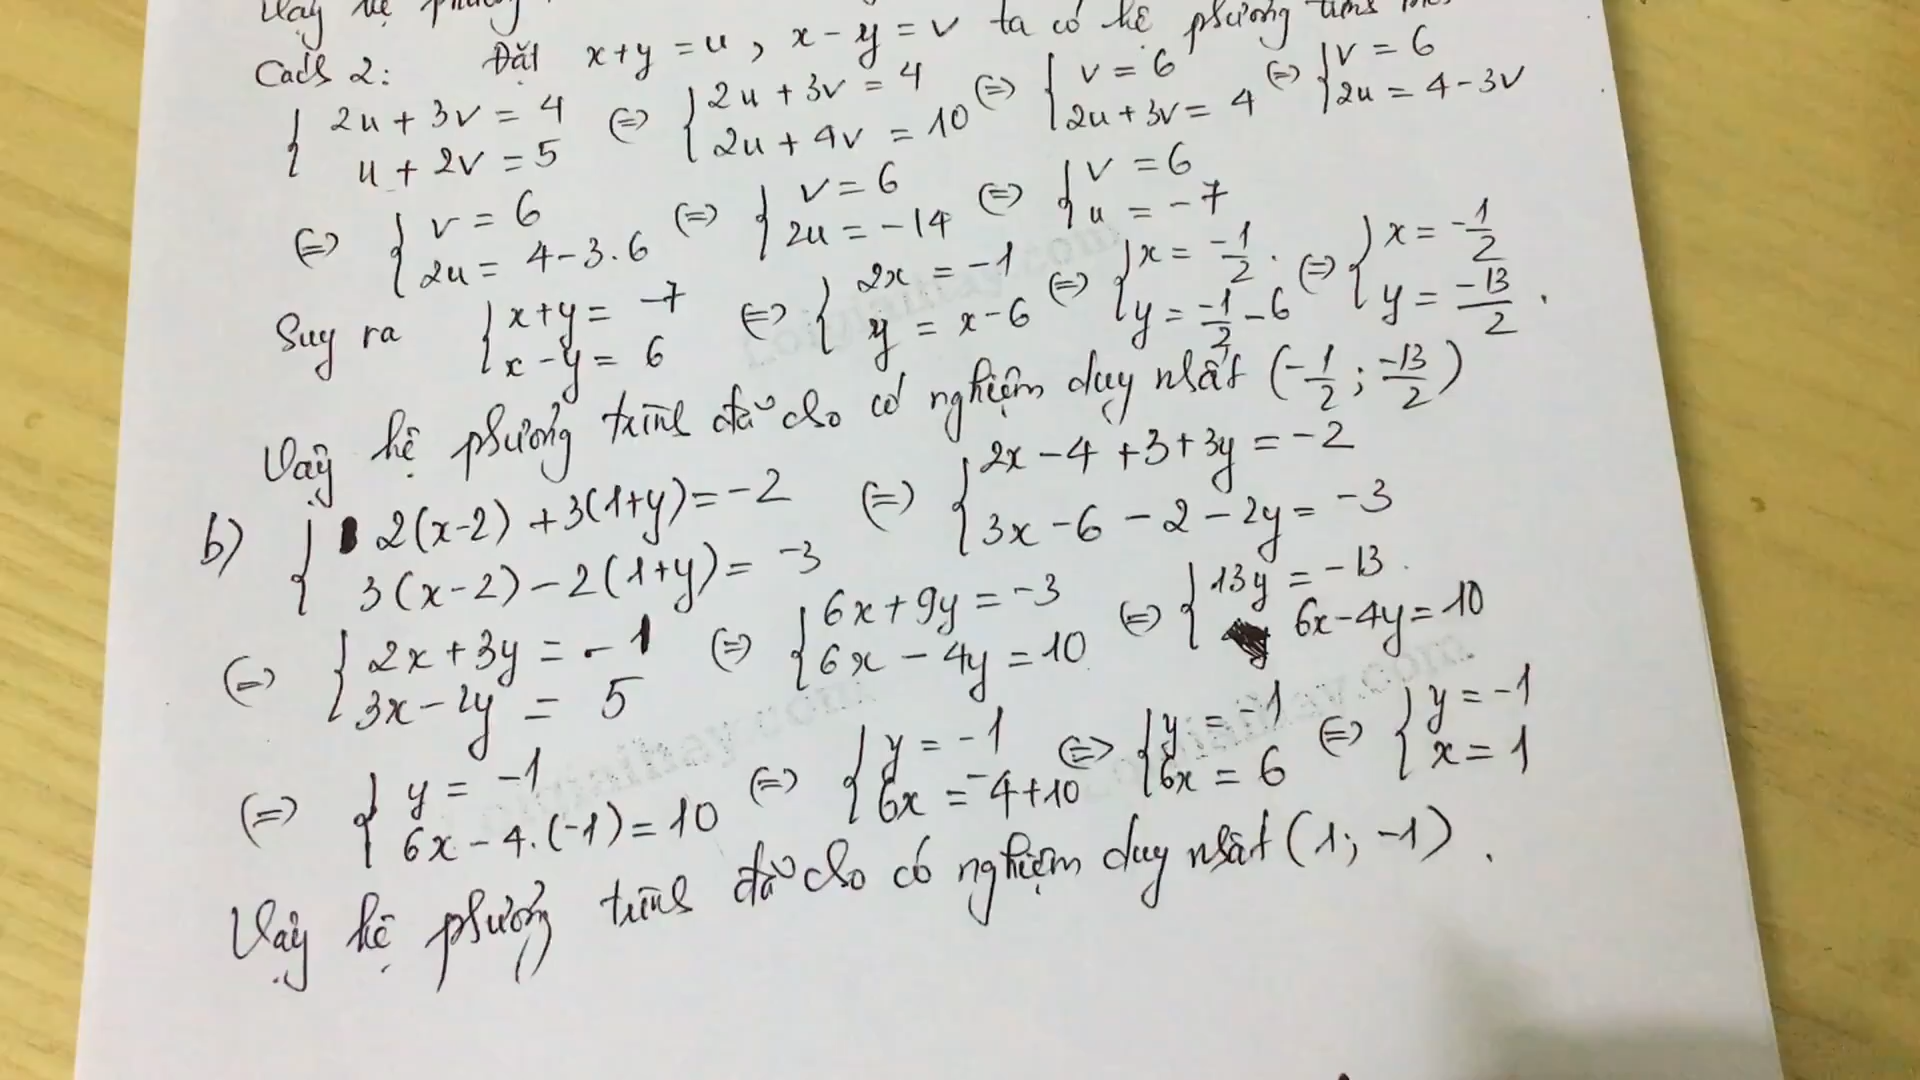 Vậy hệ phương
Cách 2: Đặt x+y = u, x - y = v ta có hệ phương trình
{ 2u + 3v = 4 ; u + 2v = 5 (=) { 2u + 3v = 4 ; 2u + 4v = 10 (=) { v = 6 ; 2u + 3v = 4 (=) { v = 6 ; 2u = 4 - 3v
(=) { v = 6 ; 2u = 4 - 3.6 (=) { v = 6 ; 2u = -14 (=) { v = 6 ; u = -7
Suy ra { x+y = -7 ; x - y = 6 (=) { 2x = -1 ; y = x - 6 (=) { x = -1/2 . ; y = -1/2 - 6 (=) { x = -1/2 ; y = -13/2 .
Vậy hệ phương trình đã cho có nghiệm duy nhất (-1/2 ; -13/2)
b) { 2(x-2) + 3(1+y) = -2 ; 3(x-2) - 2(1+y) = -3 (=) { 2x - 4 + 3 + 3y = -2 ; 3x - 6 - 2 - 2y = -3
(=) { 2x + 3y = -1 ; 3x - 2y = 5 (=) { 6x + 9y = -3 ; 6x - 4y = 10 (=) { 13y = -13 . ; 6x - 4y = 10
(=) { y = -1 ; 6x - 4.(-1) = 10 (=) { y = -1 ; 6x = -4+10 (=) { y = -1 ; 6x = 6 (=) { y = -1 ; x = 1
Vậy hệ phương trình đã cho có nghiệm duy nhất (1; -1) .